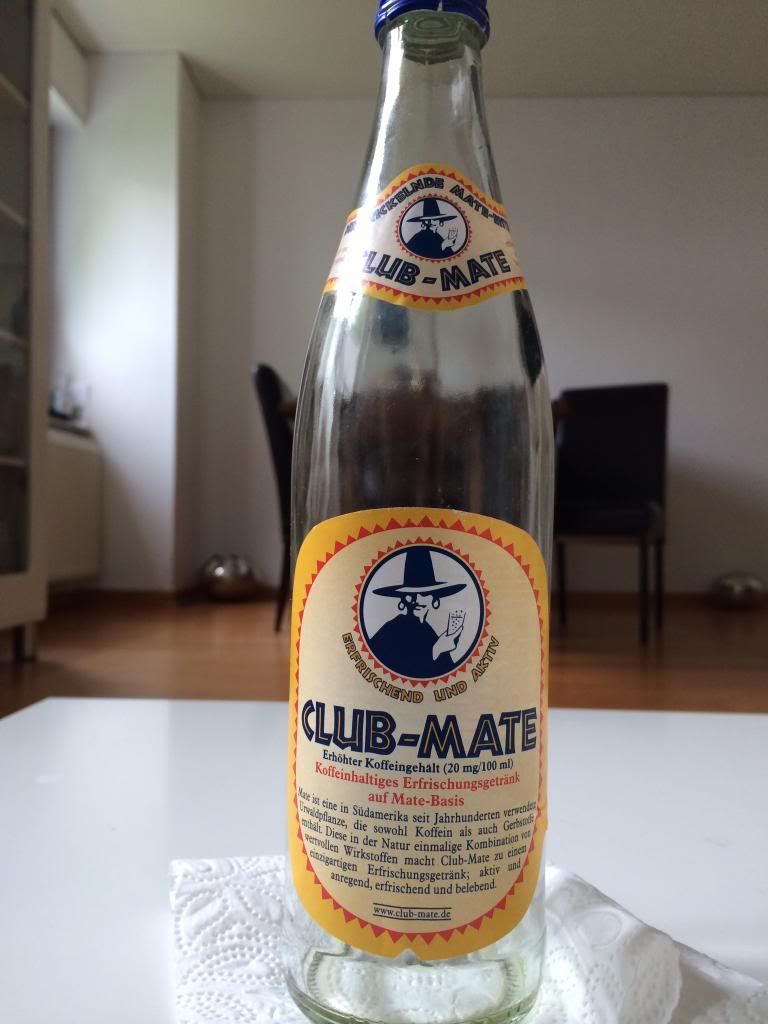 CLUB-MATE
ERFRISCHEND UND AKTIV
CLUB-MATE
Erhöhter Koffeingehalt (20 mg/100 ml)
Koffeinhaltiges Erfrischungsgetränk
auf Mate-Basis
Mate ist eine in Südamerika seit Jahrhunderten verwendete
Urwaldpflanze, die sowohl Koffein als auch Gerbstoffe
enthält. Diese in der Natur einmalige Kombination von
wertvollen Wirkstoffen macht Club-Mate zu einem
einzigartigen Erfrischungsgetränk; aktiv und
anregend, erfrischend und belebend.
www.club-mate.de